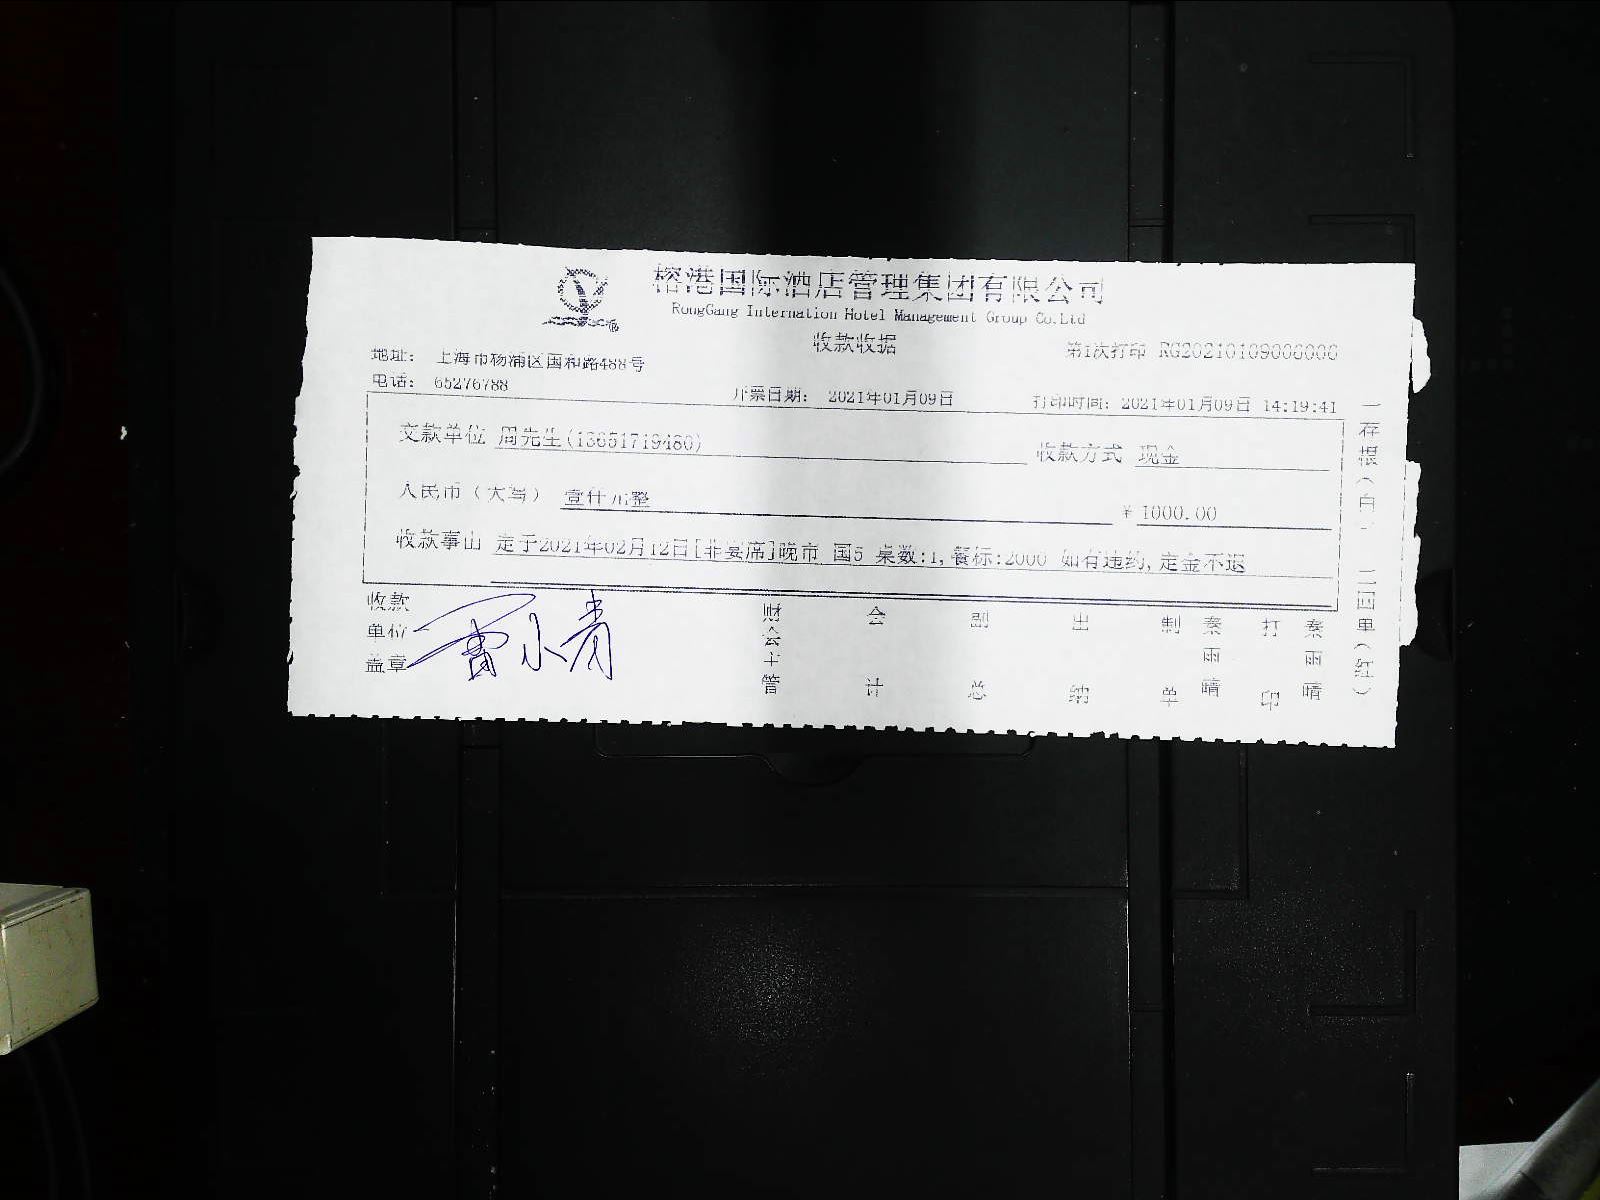 榕港国际酒店管理集团有限公司
RongGang Internation Hotel Management Group Co.Ltd
收款收据
地址： 上海市杨浦区国和路488号
第1次打印 RG20210109006006
电话： 65276788
开票日期： 2021年01月09日
打印时间：2021年01月09日 14:19:41
交款单位 周先生(13651719480)
收款方式 现金
人民币（大写） 壹仟元整
￥1000.00
收款事由 定于2021年02月12日[非宴席]晚市 国5 桌数:1,餐标:2000 如有违约,定金不退
收款单位盖章 雷小青
财会主管
会计
副总
出纳
制单 秦雨晴
打印 秦雨晴
一存根（白） 二回单（红）